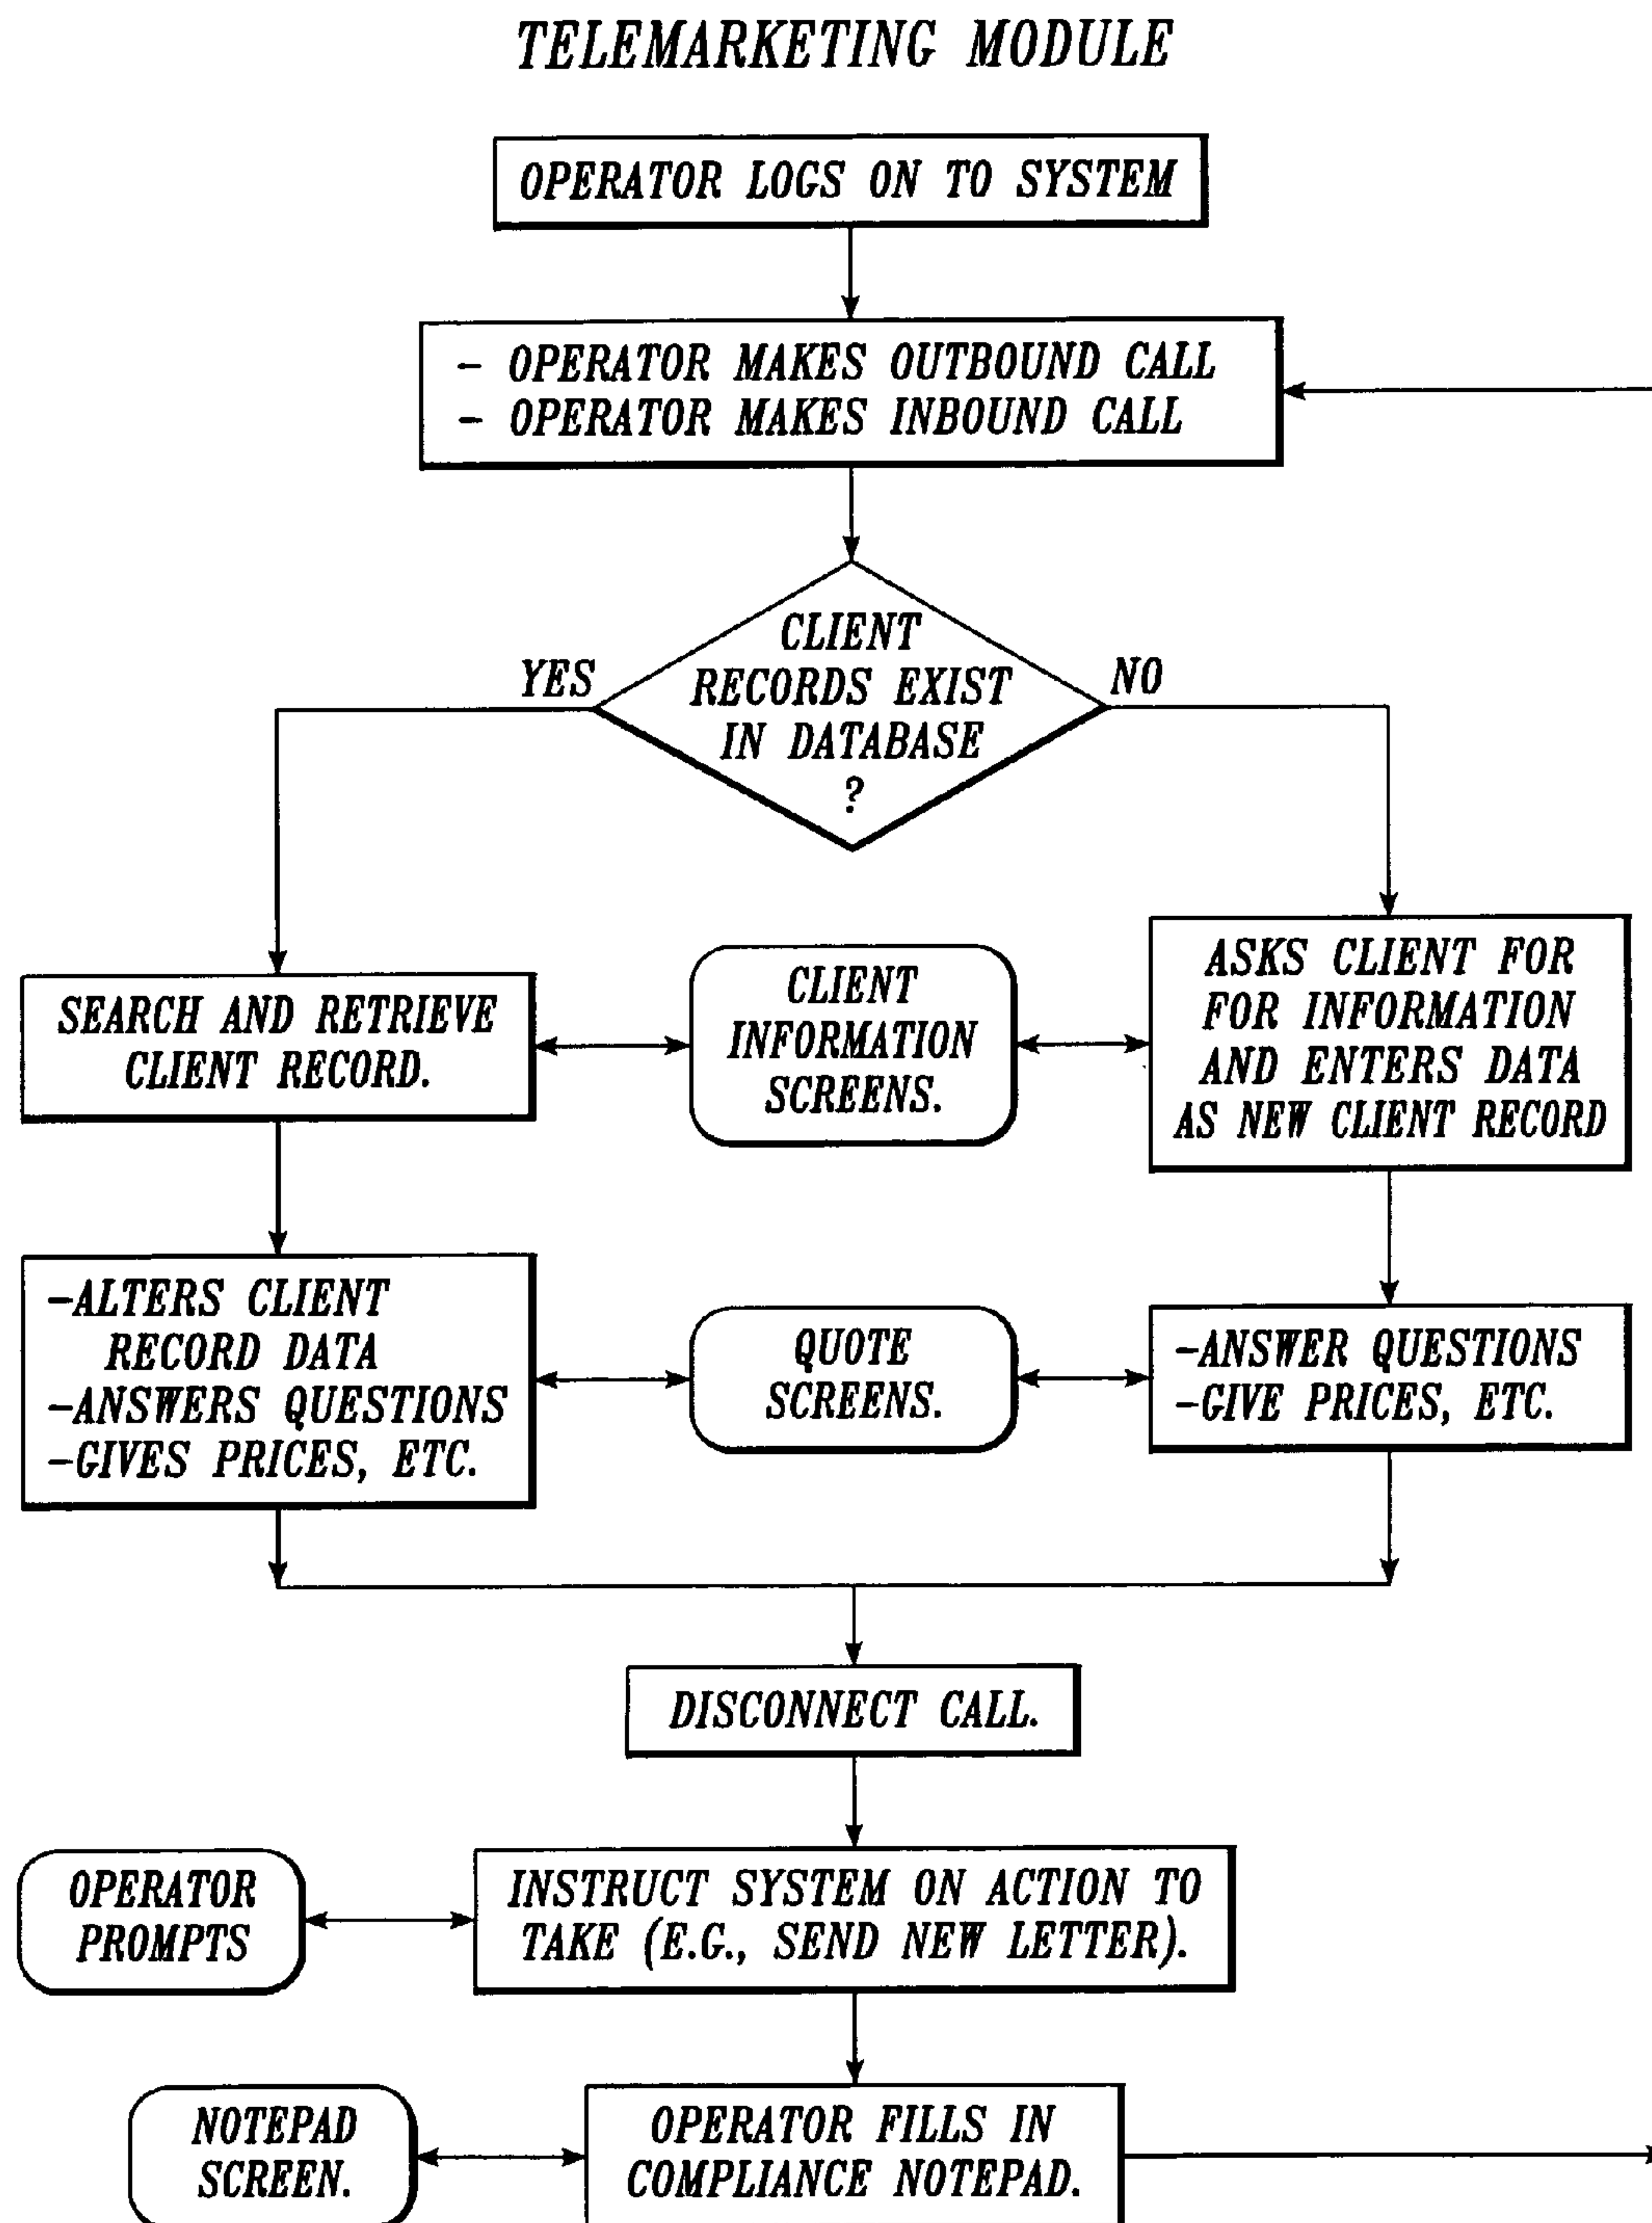 TELEMARKETING MODULE
OPERATOR LOGS ON TO SYSTEM
- OPERATOR MAKES OUTBOUND CALL
- OPERATOR MAKES INBOUND CALL
CLIENT
RECORDS EXIST
IN DATABASE
?
YES
NO
SEARCH AND RETRIEVE
CLIENT RECORD.
CLIENT
INFORMATION
SCREENS.
ASKS CLIENT FOR
FOR INFORMATION
AND ENTERS DATA
AS NEW CLIENT RECORD
-ALTERS CLIENT
RECORD DATA
-ANSWERS QUESTIONS
-GIVES PRICES, ETC.
QUOTE
SCREENS.
-ANSWER QUESTIONS
-GIVE PRICES, ETC.
DISCONNECT CALL.
OPERATOR
PROMPTS
INSTRUCT SYSTEM ON ACTION TO
TAKE (E.G., SEND NEW LETTER).
NOTEPAD
SCREEN.
OPERATOR FILLS IN
COMPLIANCE NOTEPAD.